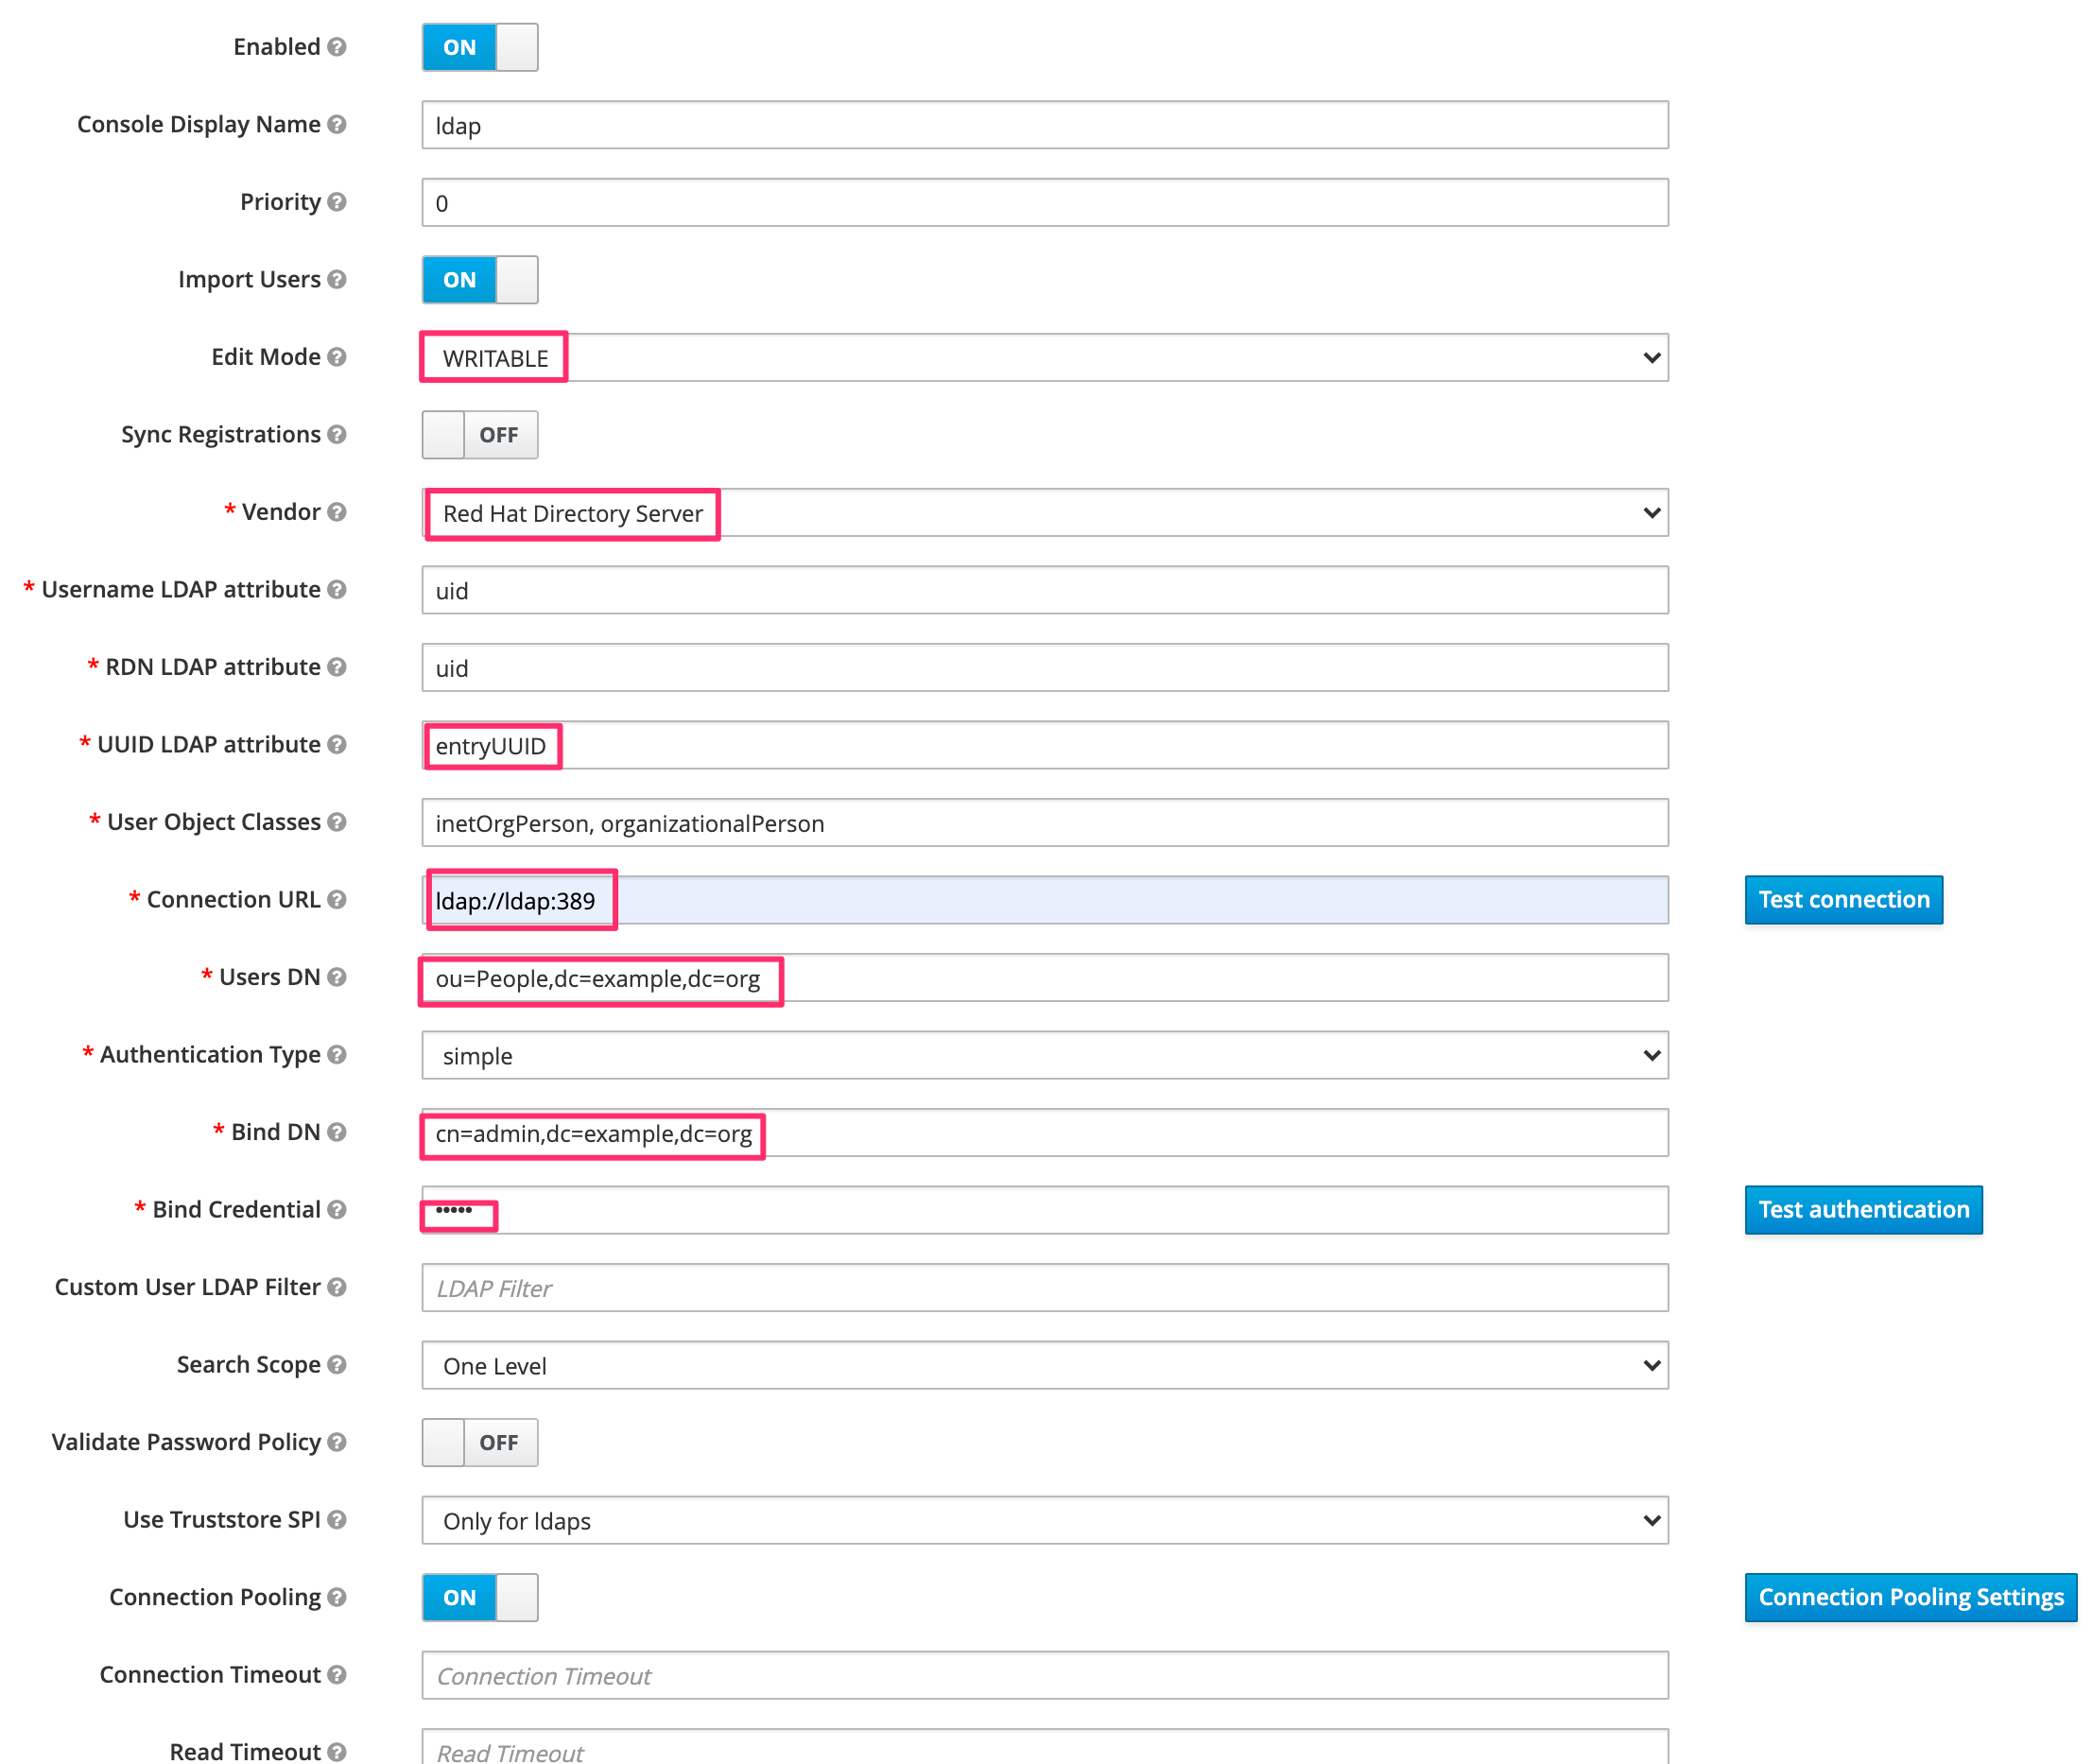 Enabled ON
Console Display Name ldap
Priority 0
Import Users ON
Edit Mode WRITABLE
Sync Registrations OFF
* Vendor Red Hat Directory Server
* Username LDAP attribute uid
* RDN LDAP attribute uid
* UUID LDAP attribute entryUUID
* User Object Classes inetOrgPerson, organizationalPerson
* Connection URL ldap://ldap:389 Test connection
* Users DN ou=People,dc=example,dc=org
* Authentication Type simple
* Bind DN cn=admin,dc=example,dc=org
* Bind Credential ••••• Test authentication
Custom User LDAP Filter LDAP Filter
Search Scope One Level
Validate Password Policy OFF
Use Truststore SPI Only for ldaps
Connection Pooling ON Connection Pooling Settings
Connection Timeout Connection Timeout
Read Timeout Read Timeout